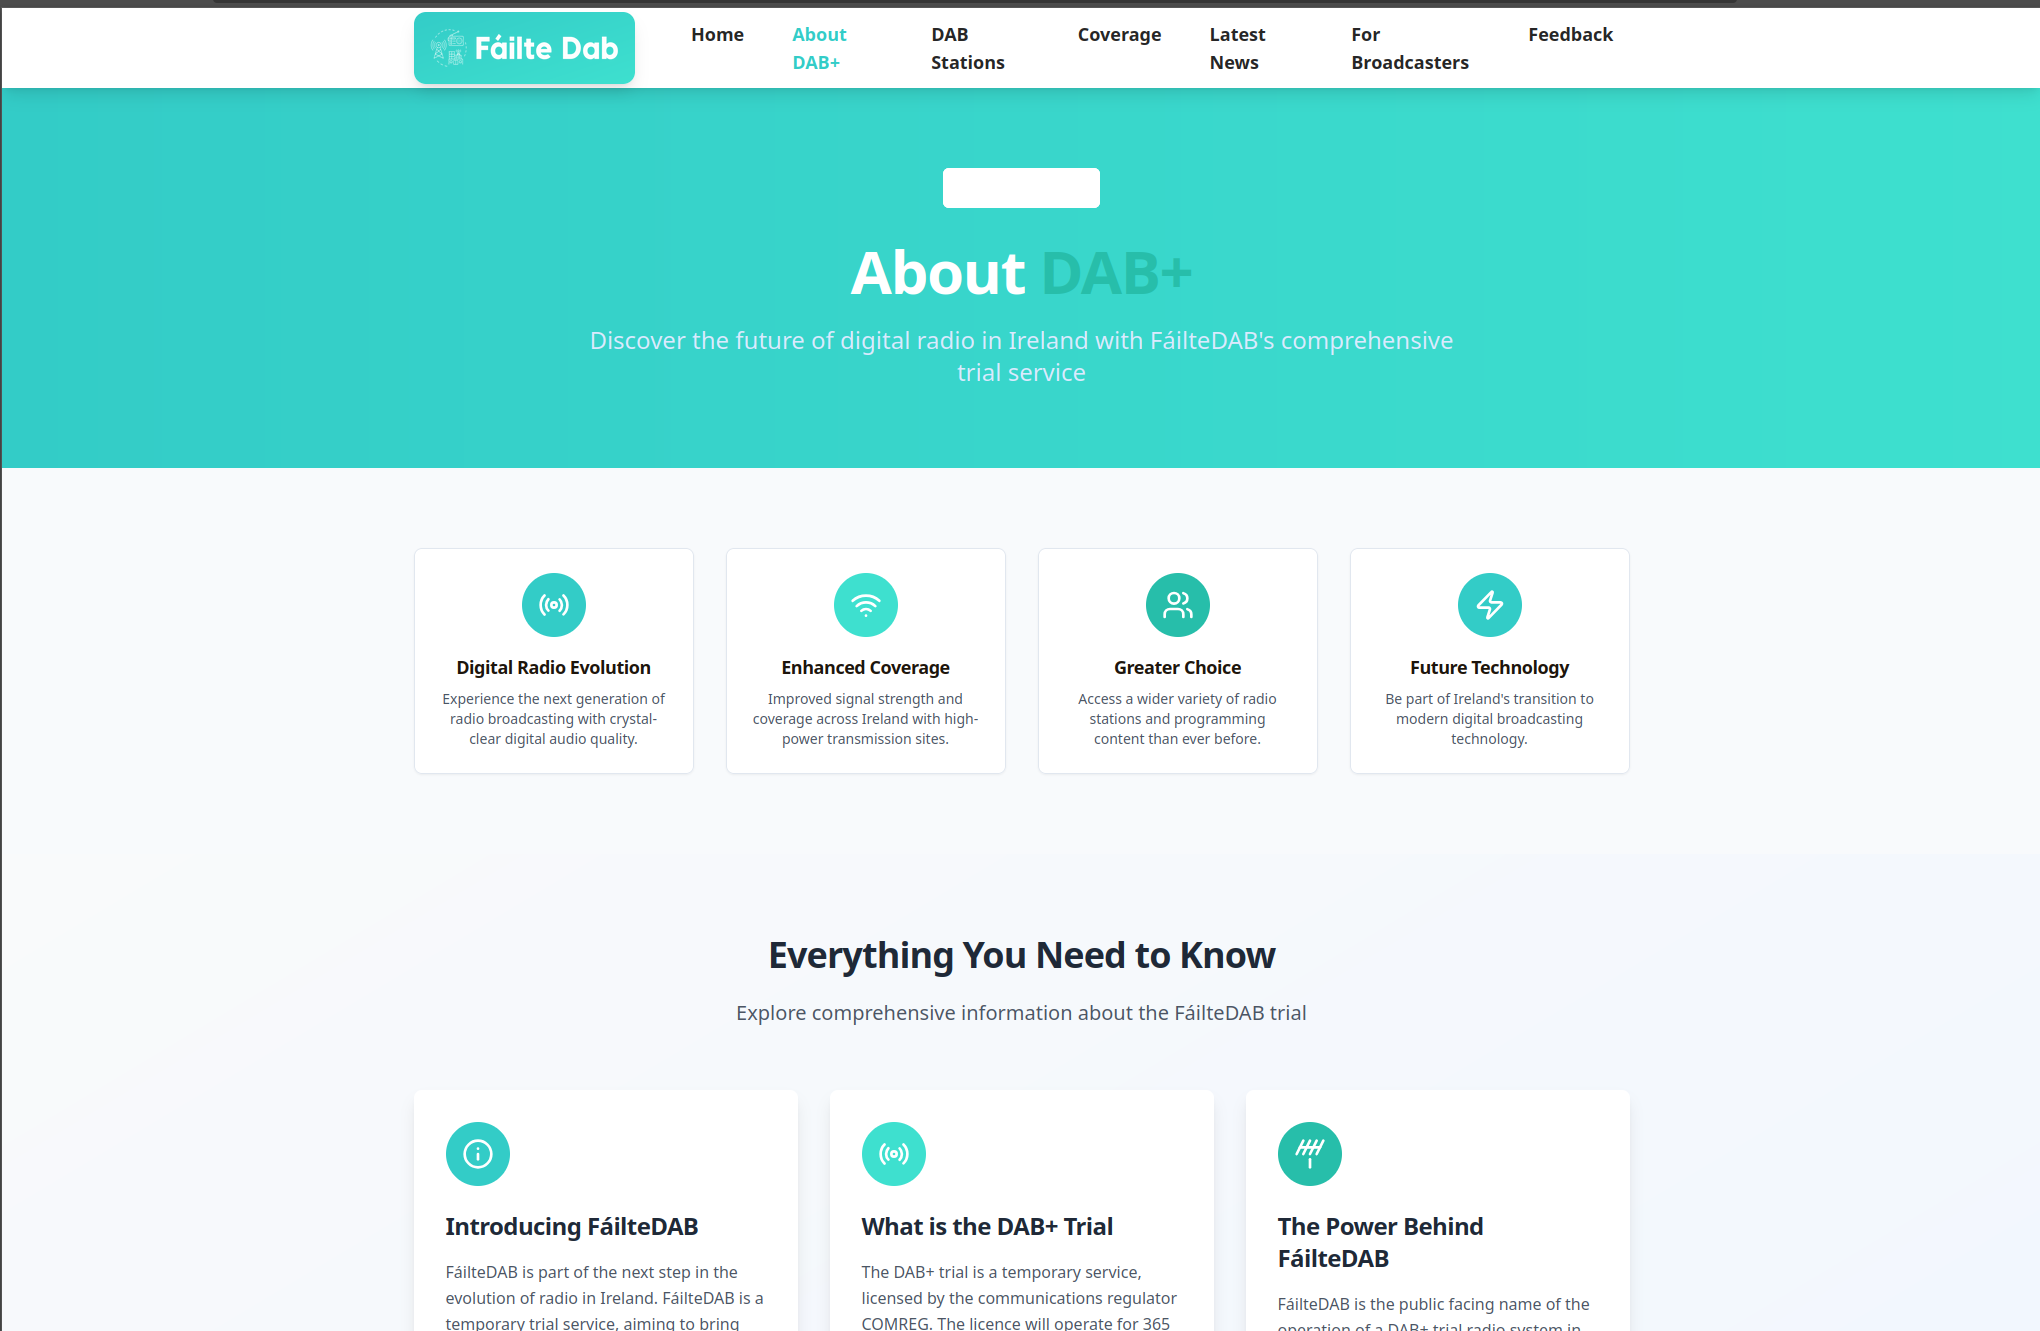 Fáilte Dab
Home
About
DAB+
DAB
Stations
Coverage
Latest
News
For
Broadcasters
Feedback
About DAB+
Discover the future of digital radio in Ireland with FáilteDAB's comprehensive
trial service
Digital Radio Evolution
Experience the next generation of
radio broadcasting with crystal-
clear digital audio quality.
Enhanced Coverage
Improved signal strength and
coverage across Ireland with high-
power transmission sites.
Greater Choice
Access a wider variety of radio
stations and programming
content than ever before.
Future Technology
Be part of Ireland's transition to
modern digital broadcasting
technology.
Everything You Need to Know
Explore comprehensive information about the FáilteDAB trial
Introducing FáilteDAB
FáilteDAB is part of the next step in the
evolution of radio in Ireland. FáilteDAB is a
temporary trial service, aiming to bring
What is the DAB+ Trial
The DAB+ trial is a temporary service,
licensed by the communications regulator
COMREG. The licence will operate for 365
The Power Behind
FáilteDAB
FáilteDAB is the public facing name of the
operation of a DAB+ trial radio system in